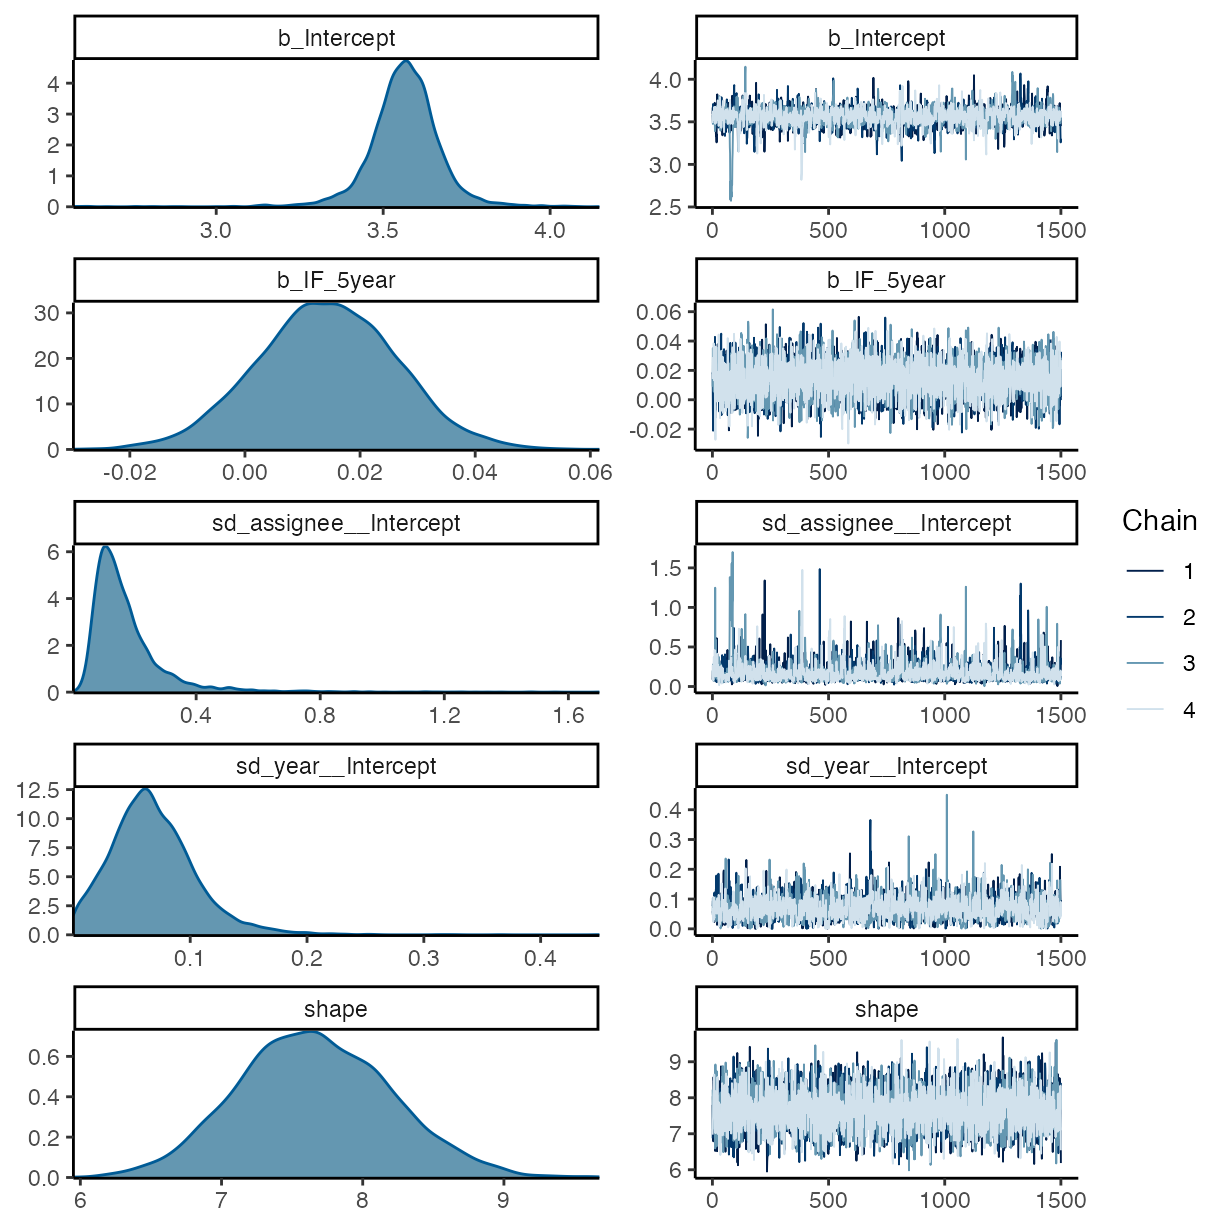 b_Intercept
4
3
2
1
0
3.0 3.5 4.0
b_Intercept
4.0
3.5
3.0
2.5
0 500 1000 1500
b_IF_5year
30
20
10
0
-0.02 0.00 0.02 0.04 0.06
b_IF_5year
0.06
0.04
0.02
0.00
-0.02
0 500 1000 1500
sd_assignee__Intercept
6
4
2
0
0.4 0.8 1.2 1.6
sd_assignee__Intercept
1.5
1.0
0.5
0.0
0 500 1000 1500
sd_year__Intercept
12.5
10.0
7.5
5.0
2.5
0.0
0.1 0.2 0.3 0.4
sd_year__Intercept
0.4
0.3
0.2
0.1
0.0
0 500 1000 1500
shape
0.6
0.4
0.2
0.0
6 7 8 9
shape
9
8
7
6
0 500 1000 1500
Chain
1
2
3
4